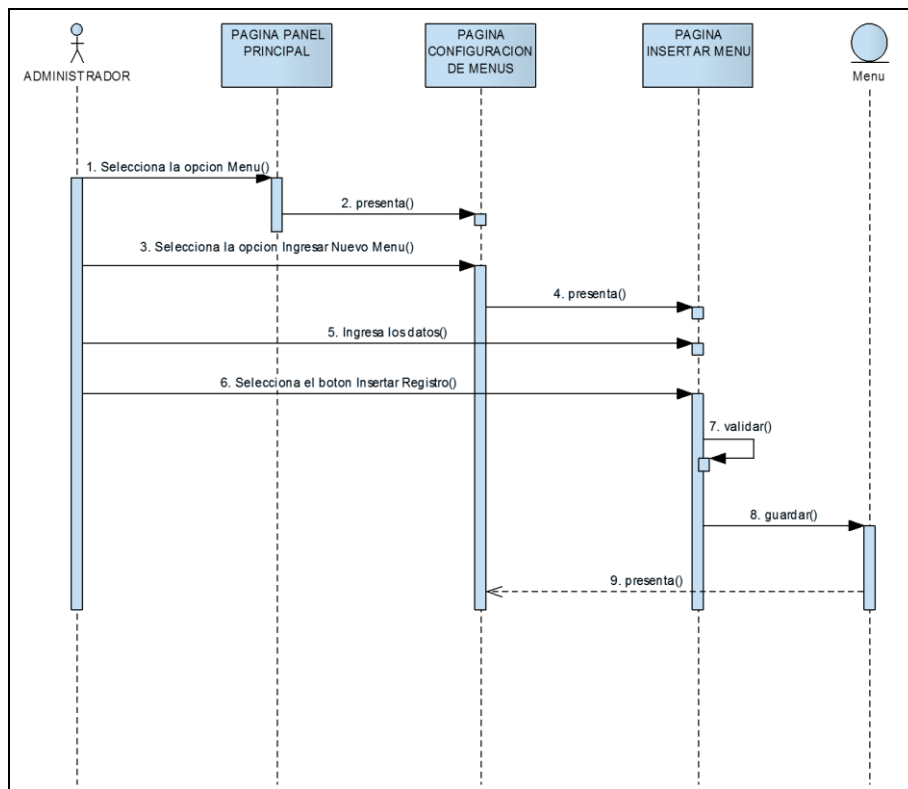 PAGINA PANEL
PRINCIPAL
PAGINA
CONFIGURACION
DE MENUS
PAGINA
INSERTAR MENU
ADMINISTRADOR
Menu
1. Selecciona la opcion Menu()
2. presenta()
3. Selecciona la opcion Ingresar Nuevo Menu()
4. presenta()
5. Ingresa los datos()
6. Selecciona el boton Insertar Registro()
7. validar()
8. guardar()
9. presenta()